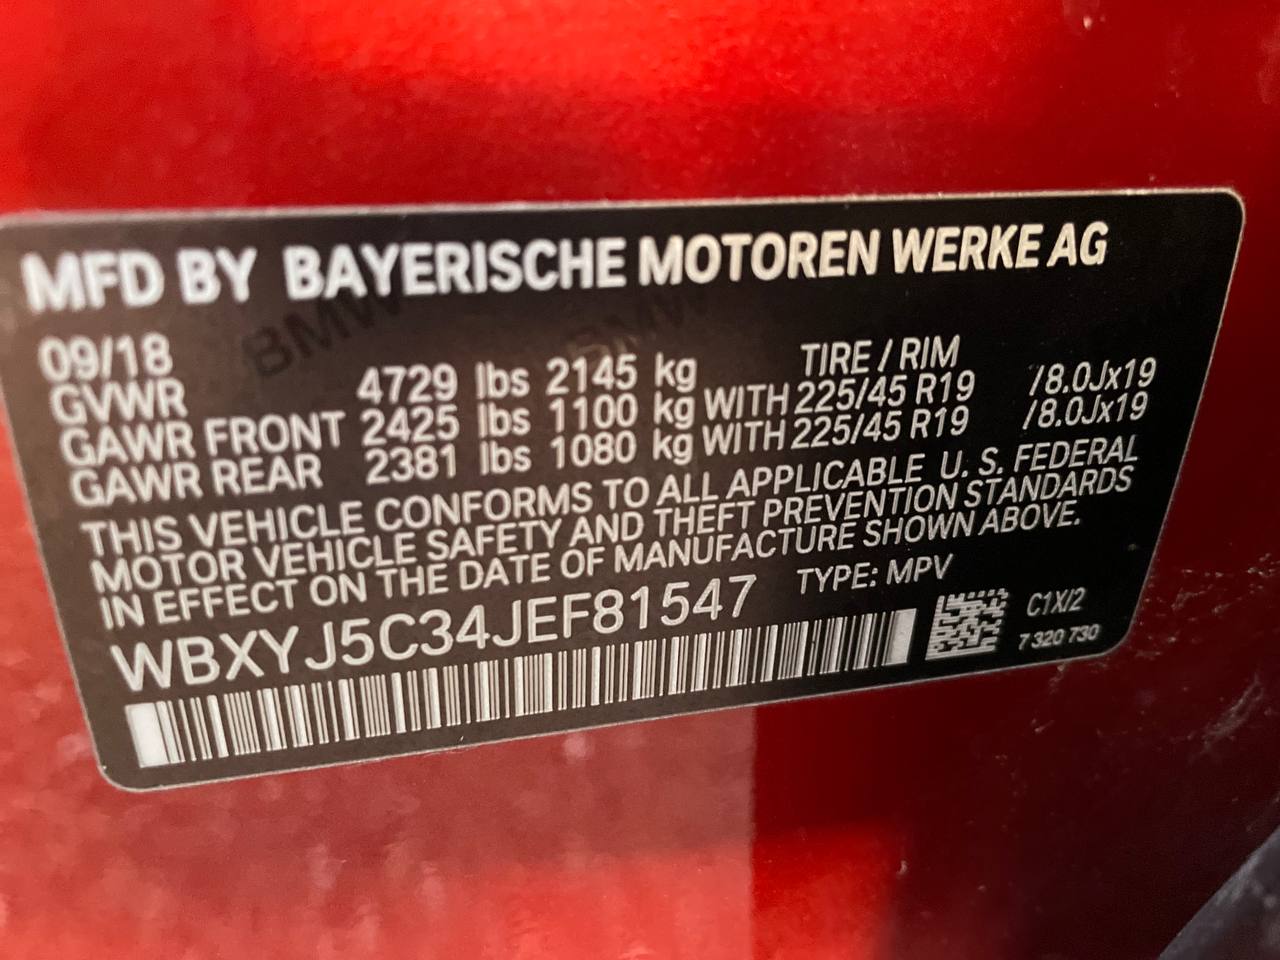 MFD BY BAYERISCHE MOTOREN WERKE AG
09/18 TIRE / RIM
GVWR 4729 lbs 2145 kg
GAWR FRONT 2425 lbs 1100 kg WITH 225/45 R19 /8.0Jx19
GAWR REAR 2381 lbs 1080 kg WITH 225/45 R19 /8.0Jx19
THIS VEHICLE CONFORMS TO ALL APPLICABLE U. S. FEDERAL
MOTOR VEHICLE SAFETY AND THEFT PREVENTION STANDARDS
IN EFFECT ON THE DATE OF MANUFACTURE SHOWN ABOVE.
WBXYJ5C34JEF81547 TYPE: MPV
C1X/2
7 320 730
BMW
BMW